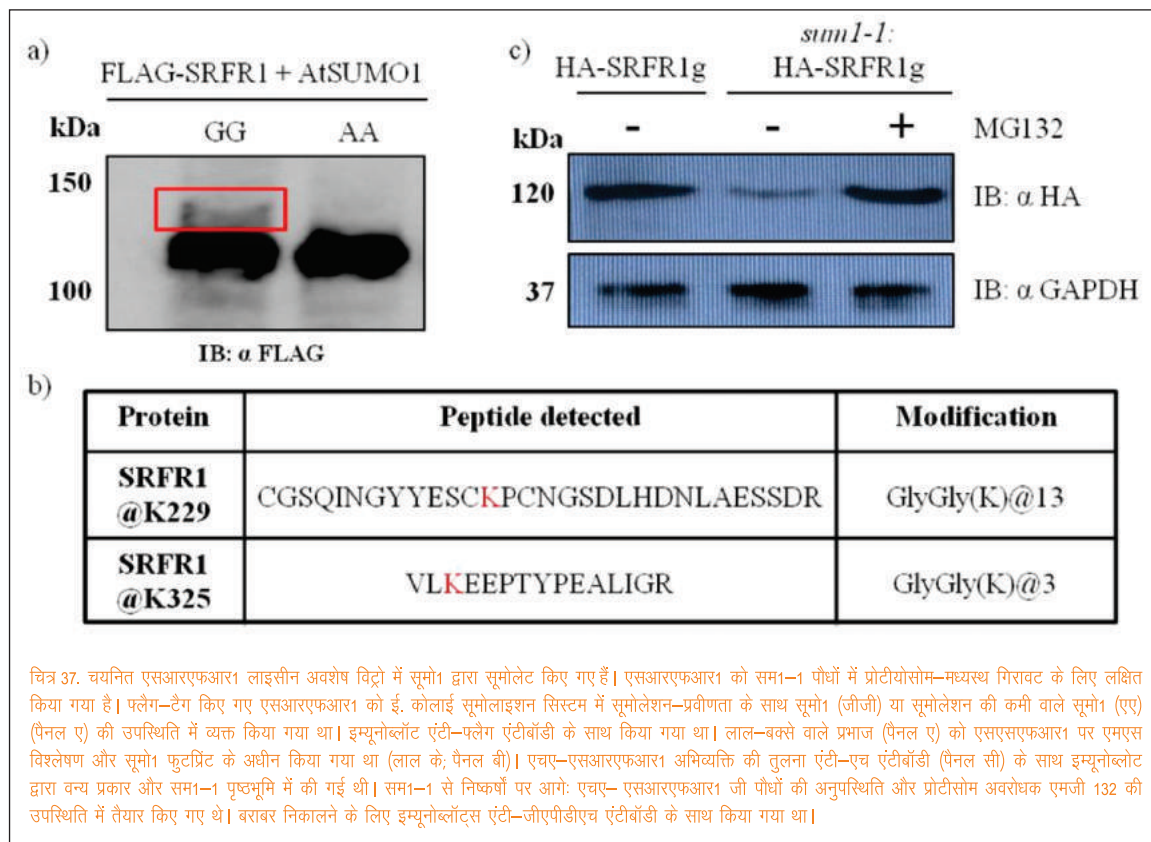 a)
FLAG-SRFR1 + AtSUMO1
kDa
GG AA
150
100
IB: α FLAG
c)
sum1-1:
HA-SRFR1g HA-SRFR1g
kDa - - + MG132
120 IB: α HA
37 IB: α GAPDH
b)
Protein Peptide detected Modification
SRFR1
@K229
CGSQINGYYESCKPCNGSDLHDNLAESSDR GlyGly(K)@13
SRFR1
@K325
VLKEEPTYPEALIGR GlyGly(K)@3
चित्र 37. चयनित एसआरएफआर1 लाइसीन अवशेष विट्रो में सूमो1 द्वारा सूमोलेट किए गए हैं। एसआरएफआर1 को सम1–1 पौधों में प्रोटीयोसोम–मध्यस्थ गिरावट के लिए लक्षित
किया गया है। फ्लैग–टैग किए गए एसआरएफआर1 को ई. कोलाई सूमोलाइशन सिस्टम में सूमोलेशन–प्रवीणता के साथ सूमो1 (जीजी) या सूमोलेशन की कमी वाले सूमो1 (एए)
(पैनल ए) की उपस्थिति में व्यक्त किया गया था। इम्यूनोब्लॉट एंटी–फ्लैग एंटीबॉडी के साथ किया गया था। लाल–बक्से वाले प्रभाज (पैनल ए) को एसएसएफआर1 पर एमएस
विश्लेषण और सूमो1 फुटप्रिंट के अधीन किया गया था (लाल के; पैनल बी)। एचए–एसआरएफआर1 अभिव्यक्ति की तुलना एंटी–एच एंटीबॉडी (पैनल सी) के साथ इम्यूनोब्लोट
द्वारा वन्य प्रकार और सम1–1 पृष्ठभूमि में की गई थी। सम1–1 से निष्कर्षों पर आगेः एचए– एसआरएफआर1 जी पौधों की अनुपस्थिति और प्रोटीसोम अवरोधक एमजी 132 की
उपस्थिति में तैयार किए गए थे। बराबर निकालने के लिए इम्यूनोब्लॉट्स एंटी–जीएपीडीएच एंटीबॉडी के साथ किया गया था।